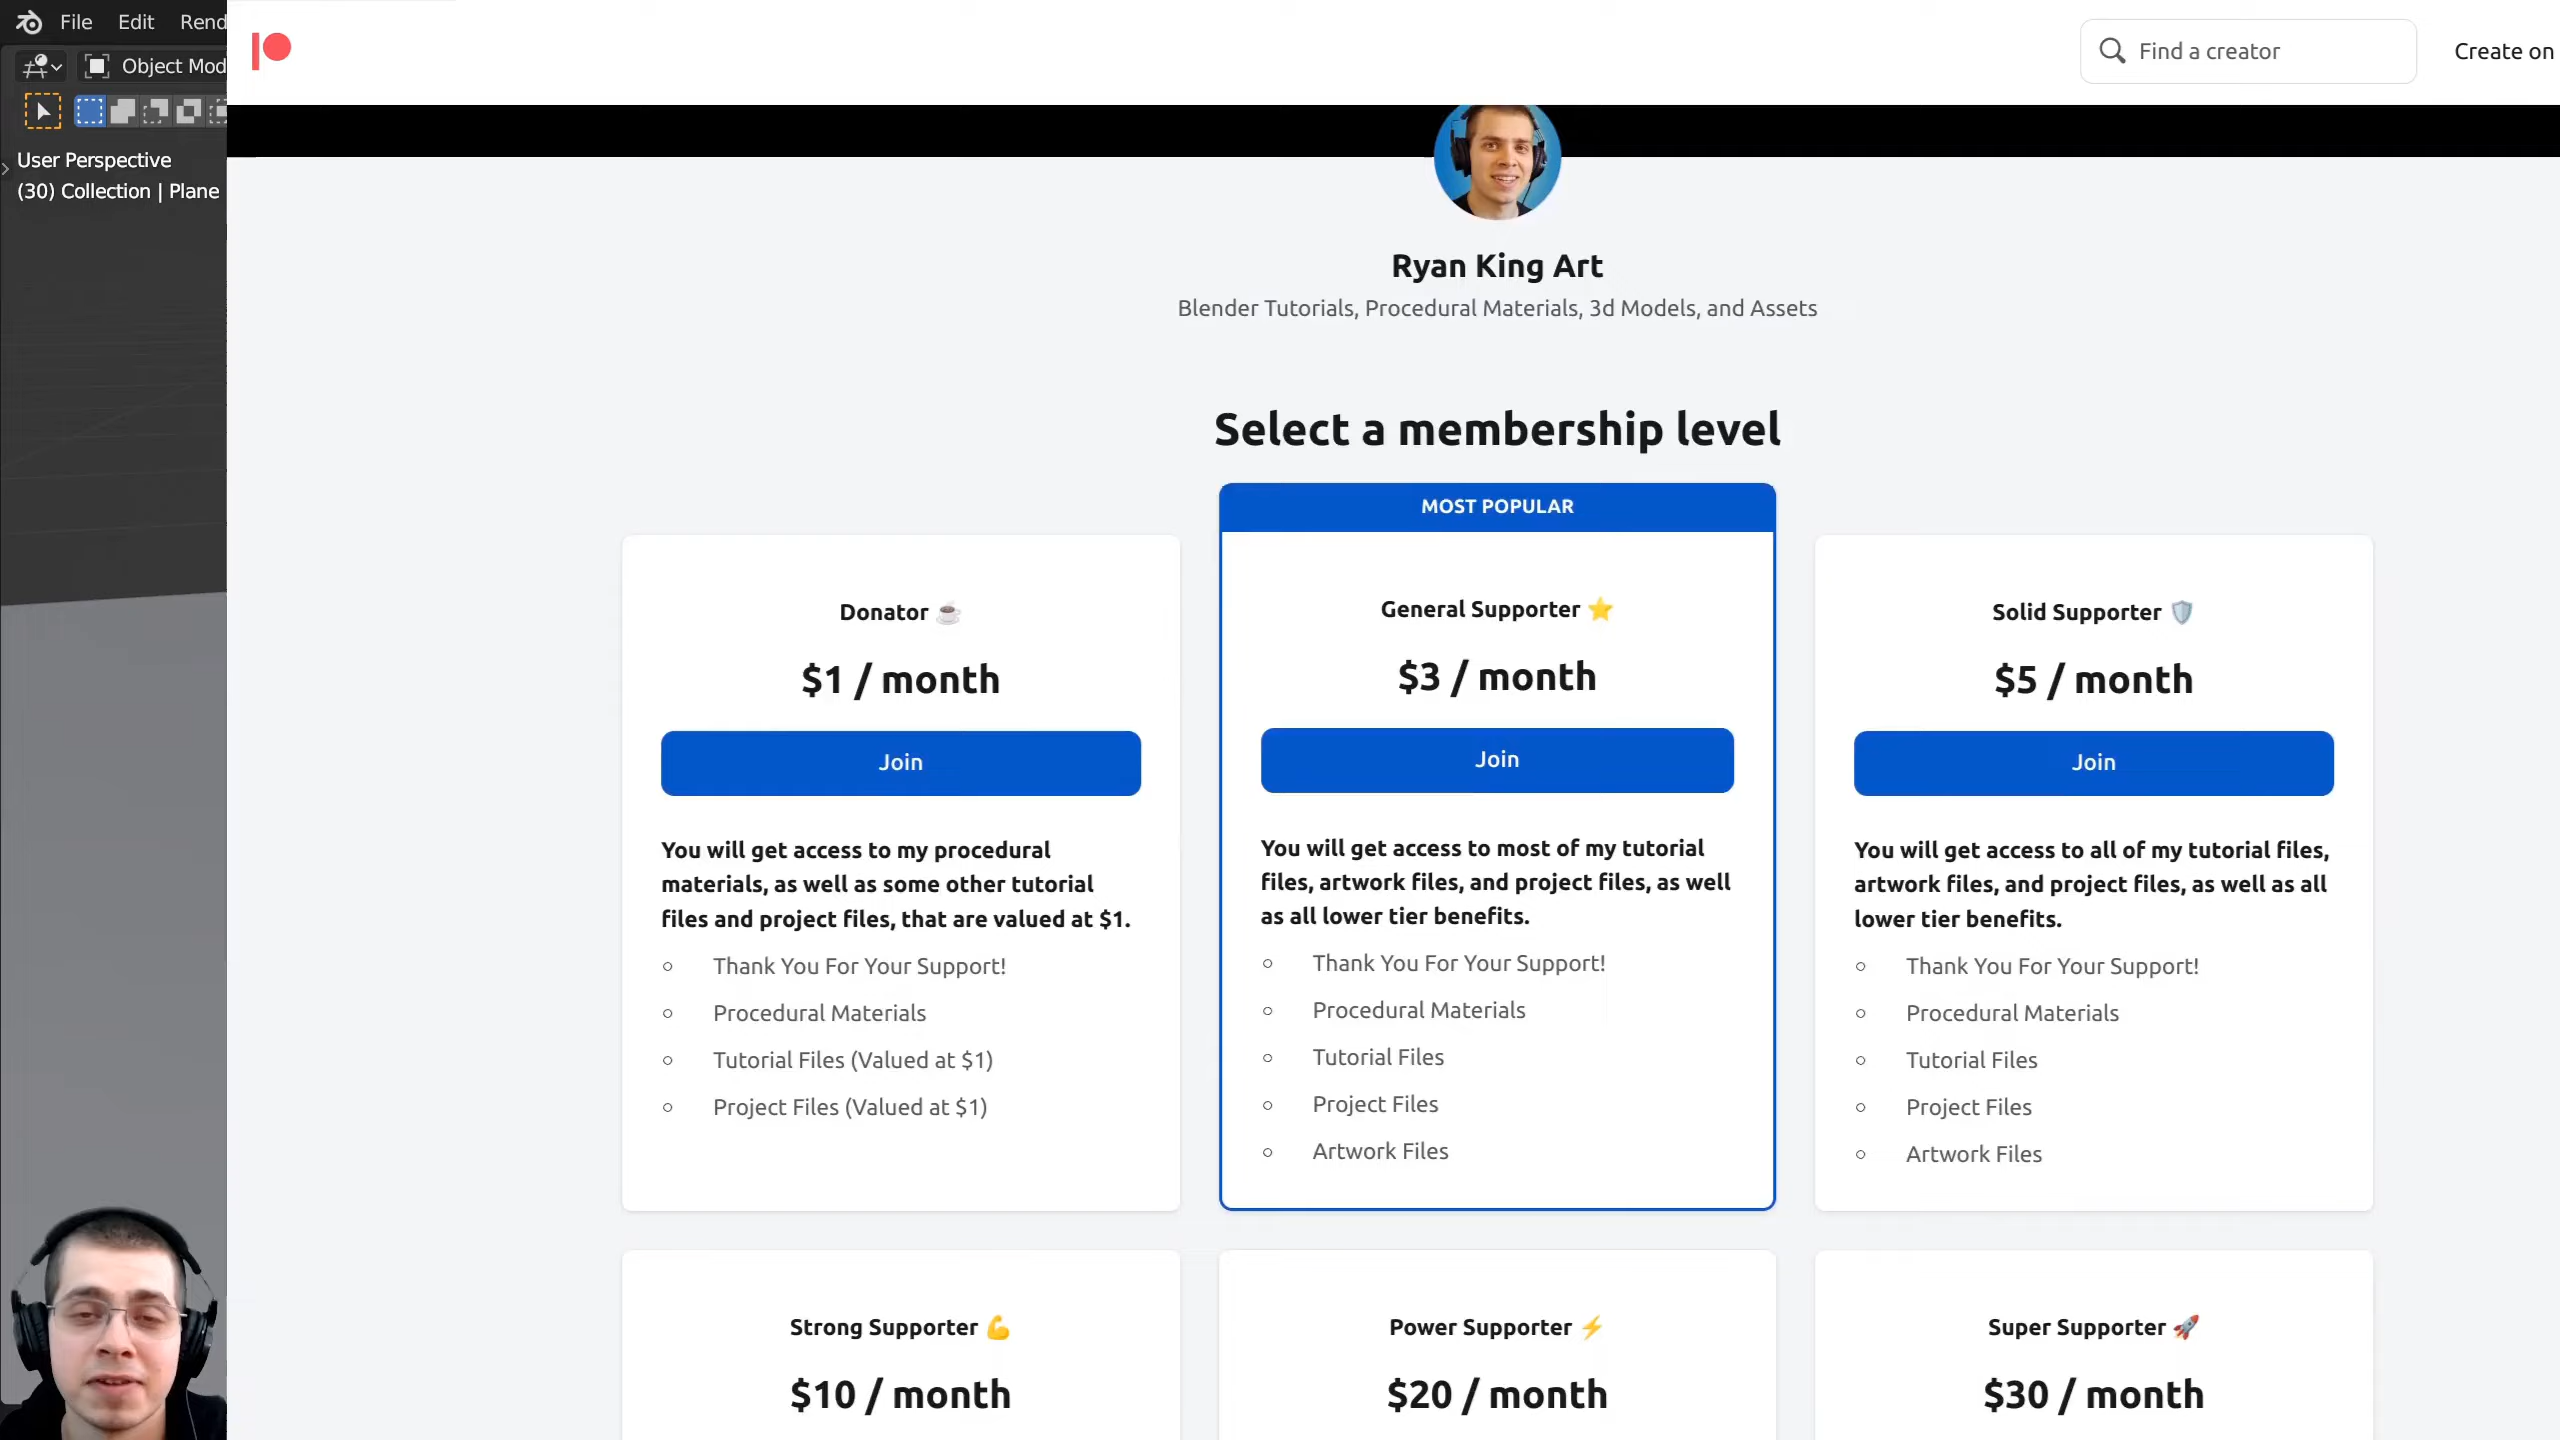 File Edit Rend
Find a creator
Create on
Object Mod
User Perspective
(30) Collection | Plane
Ryan King Art
Blender Tutorials, Procedural Materials, 3d Models, and Assets
Select a membership level
MOST POPULAR
Donator ☕
$1 / month
Join
You will get access to my procedural
materials, as well as some other tutorial
files and project files, that are valued at $1.
Thank You For Your Support!
Procedural Materials
Tutorial Files (Valued at $1)
Project Files (Valued at $1)
General Supporter ⭐
$3 / month
Join
You will get access to most of my tutorial
files, artwork files, and project files, as well
as all lower tier benefits.
Thank You For Your Support!
Procedural Materials
Tutorial Files
Project Files
Artwork Files
Solid Supporter 🛡️
$5 / month
Join
You will get access to all of my tutorial files,
artwork files, and project files, as well as all
lower tier benefits.
Thank You For Your Support!
Procedural Materials
Tutorial Files
Project Files
Artwork Files
Strong Supporter 💪
$10 / month
Power Supporter ⚡
$20 / month
Super Supporter 🚀
$30 / month